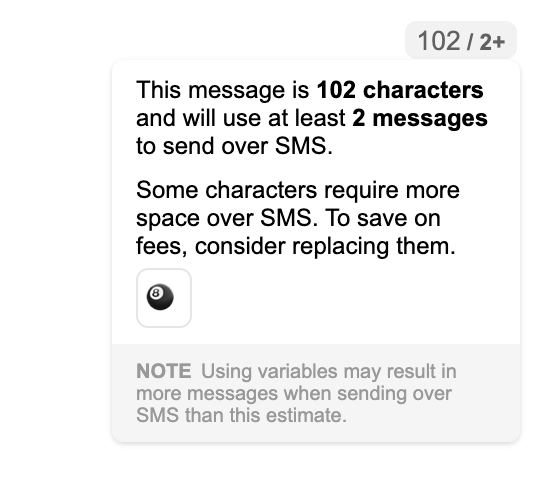 102 / 2+
This message is 102 characters
and will use at least 2 messages
to send over SMS.
Some characters require more
space over SMS. To save on
fees, consider replacing them.
8
NOTE Using variables may result in
more messages when sending over
SMS than this estimate.